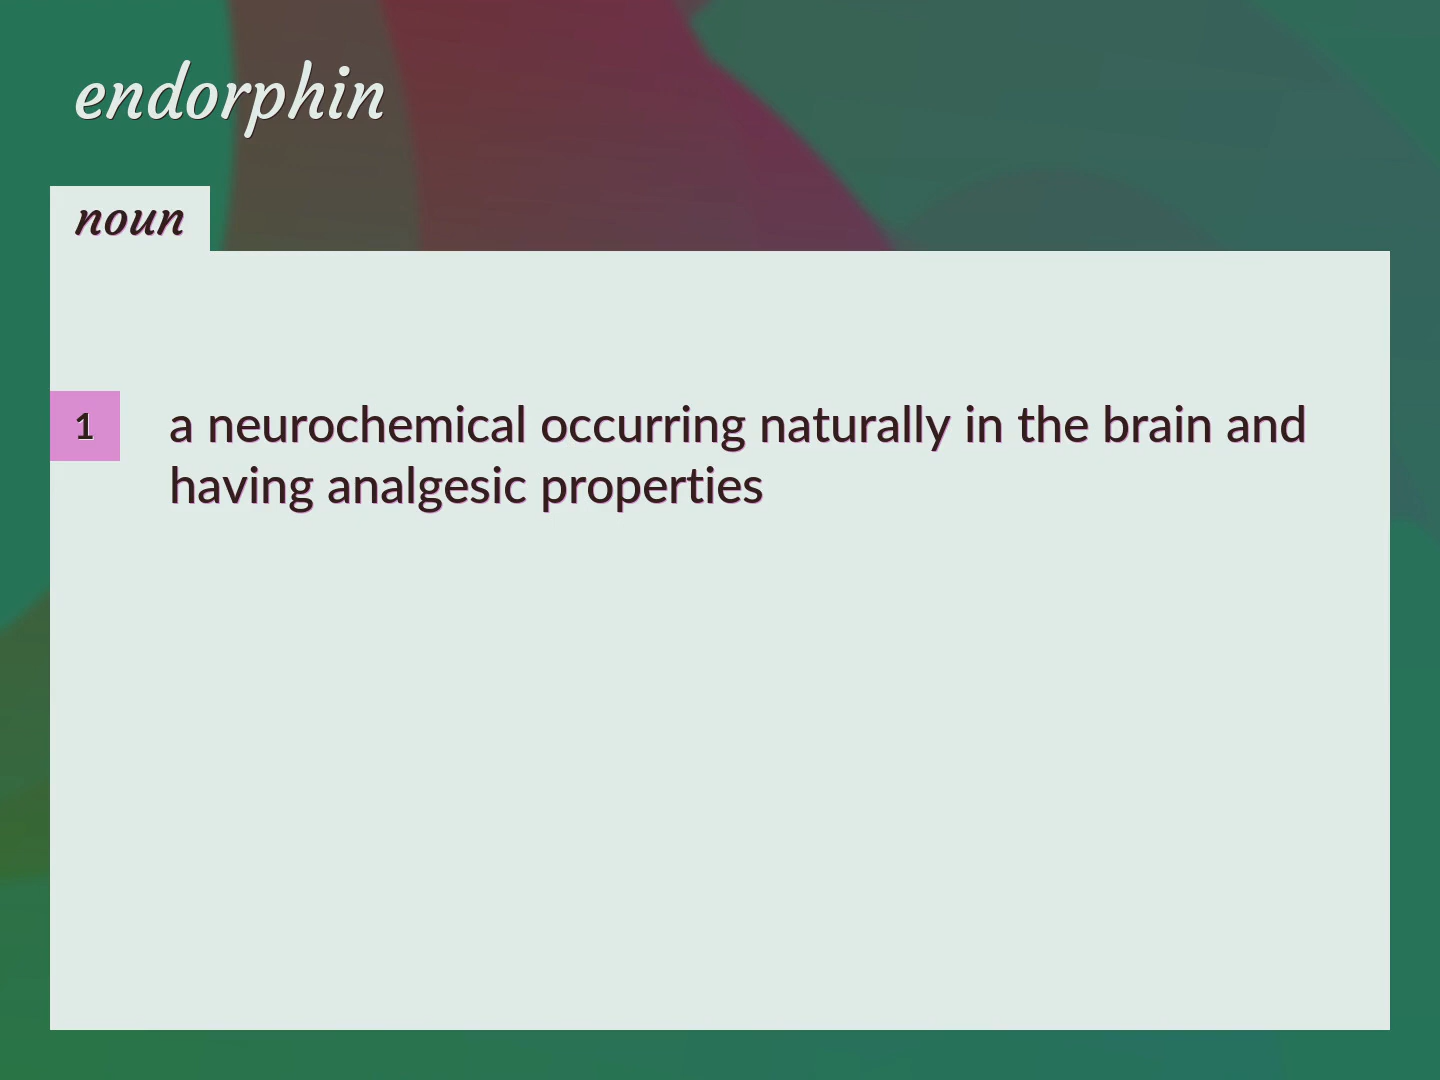 endorphin
noun
1
a neurochemical occurring naturally in the brain and
having analgesic properties